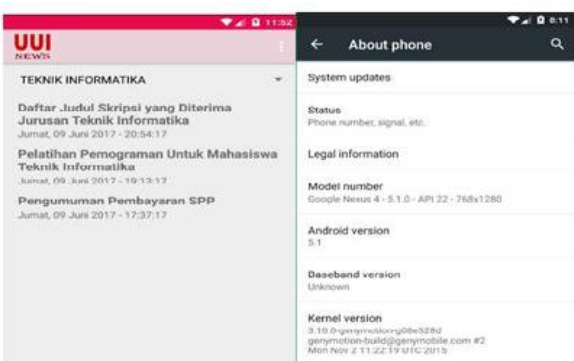 11:52
UUI
NEWS
TEKNIK INFORMATIKA
Daftar Judul Skripsi yang Diterima
Jurusan Teknik Informatika
Jumat, 09 Juni 2017 - 20:54:17
Pelatihan Pemograman Untuk Mahasiswa
Teknik Informatika
Jumat, 09 Juni 2017 - 19:13:17
Pengumuman Pembayaran SPP
Jumat, 09 Juni 2017 - 17:37:17
0:11
About phone
System updates
Status
Phone number, signal, etc.
Legal information
Model number
Google Nexus 4 - 5.1.0 - API 22 - 768x1280
Android version
5.1
Baseband version
Unknown
Kernel version
genymotion-build@genymobile.com #2
Mon Nov 2 11:22:19 UTC 2015